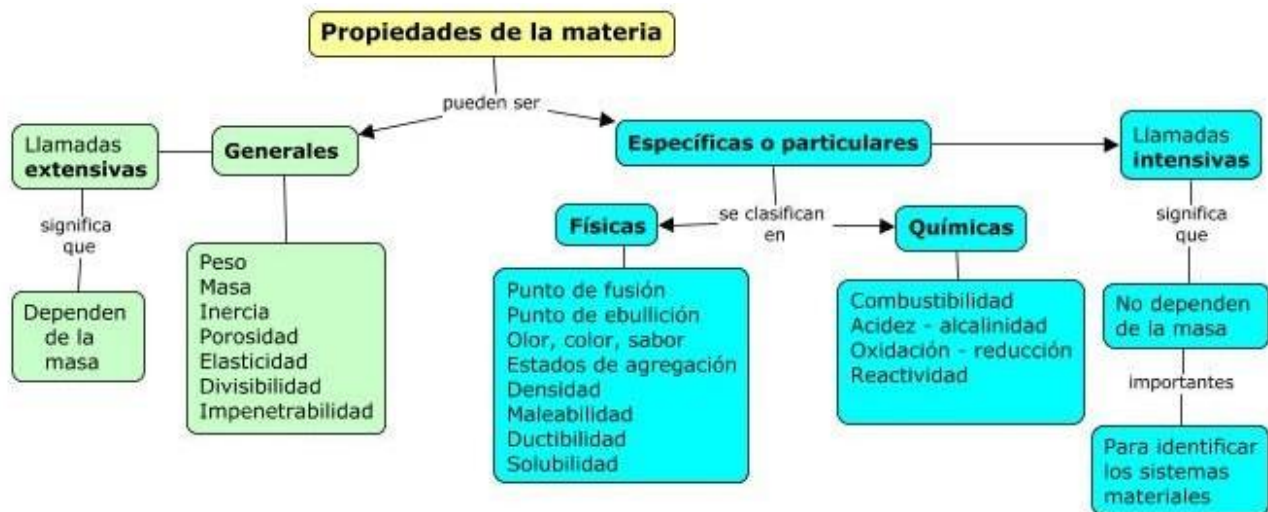 Propiedades de la materia
pueden ser
Llamadas
extensivas
Generales
Específicas o particulares
Llamadas
intensivas
significa
que
se clasifican
en
Físicas
Químicas
significa
que
Dependen
de la
masa
Peso
Masa
Inercia
Porosidad
Elasticidad
Divisibilidad
Impenetrabilidad
Punto de fusión
Punto de ebullición
Olor, color, sabor
Estados de agregación
Densidad
Maleabilidad
Ductibilidad
Solubilidad
Combustibilidad
Acidez - alcalinidad
Oxidación - reducción
Reactividad
No dependen
de la masa
importantes
Para identificar
los sistemas
materiales